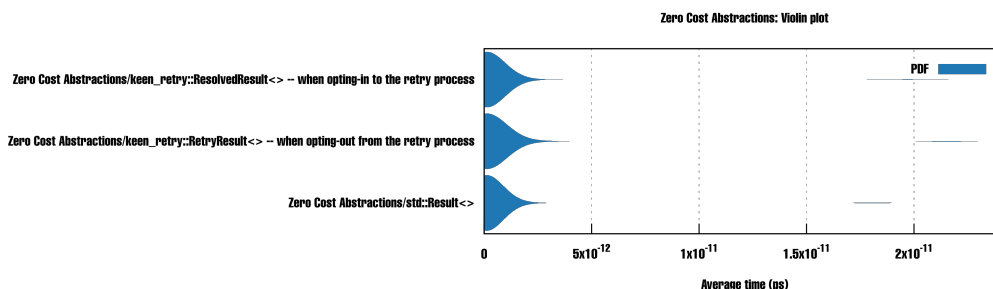 Zero Cost Abstractions: Violin plot
Zero Cost Abstractions/keen_retry::ResolvedResult<> -- when opting-in to the retry process
PDF
Zero Cost Abstractions/keen_retry::RetryResult<> -- when opting-out from the retry process
Zero Cost Abstractions/std::Result<>
0 5x10⁻¹² 1x10⁻¹¹ 1.5x10⁻¹¹ 2x10⁻¹¹
Average time (ps)